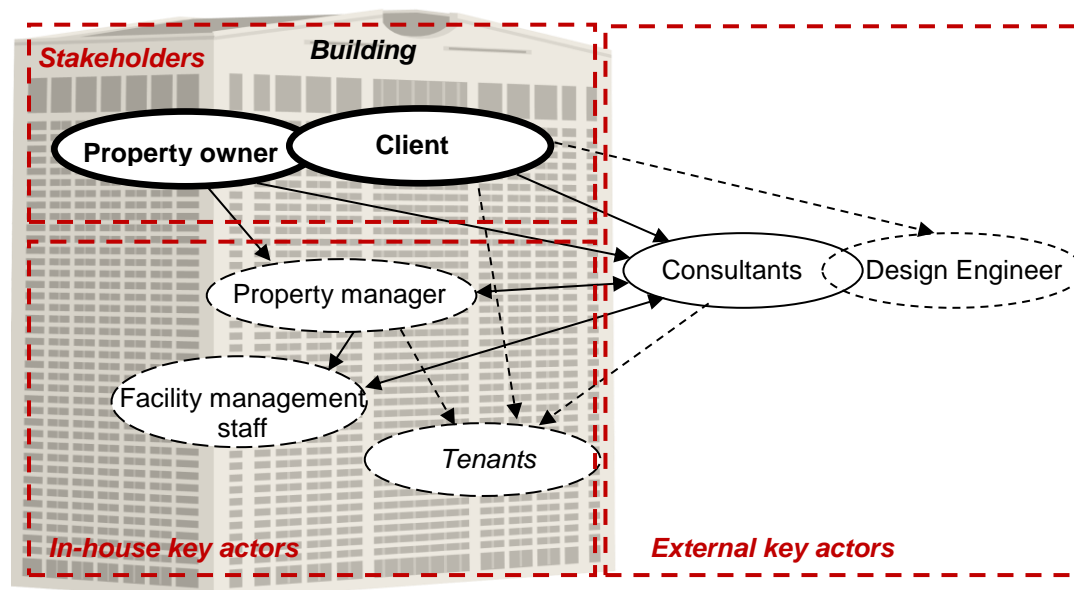 Stakeholders
Building
Property owner
Client
Consultants
Design Engineer
Property manager
Facility management
staff
Tenants
In-house key actors
External key actors